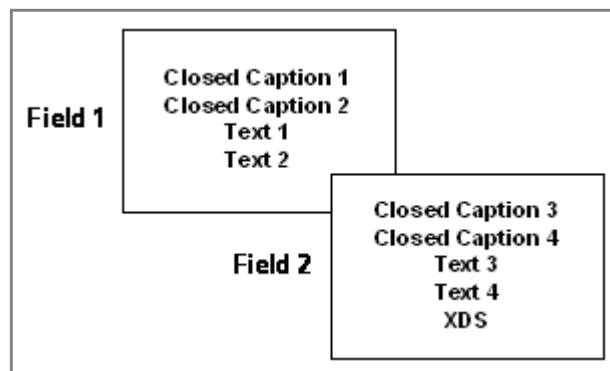 Field 1
Closed Caption 1
Closed Caption 2
Text 1
Text 2
Field 2
Closed Caption 3
Closed Caption 4
Text 3
Text 4
XDS